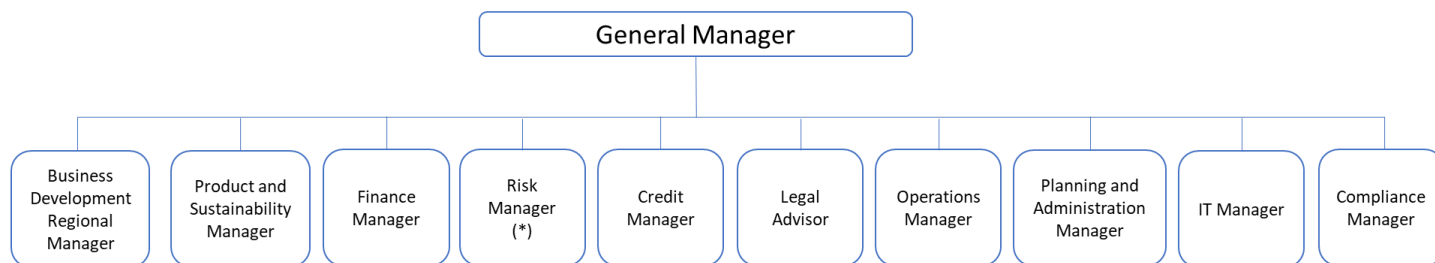 General Manager
Business
Development
Regional
Manager
Product and
Sustainability
Manager
Finance
Manager
Risk
Manager
(*)
Credit
Manager
Legal
Advisor
Operations
Manager
Planning and
Administration
Manager
IT Manager
Compliance
Manager